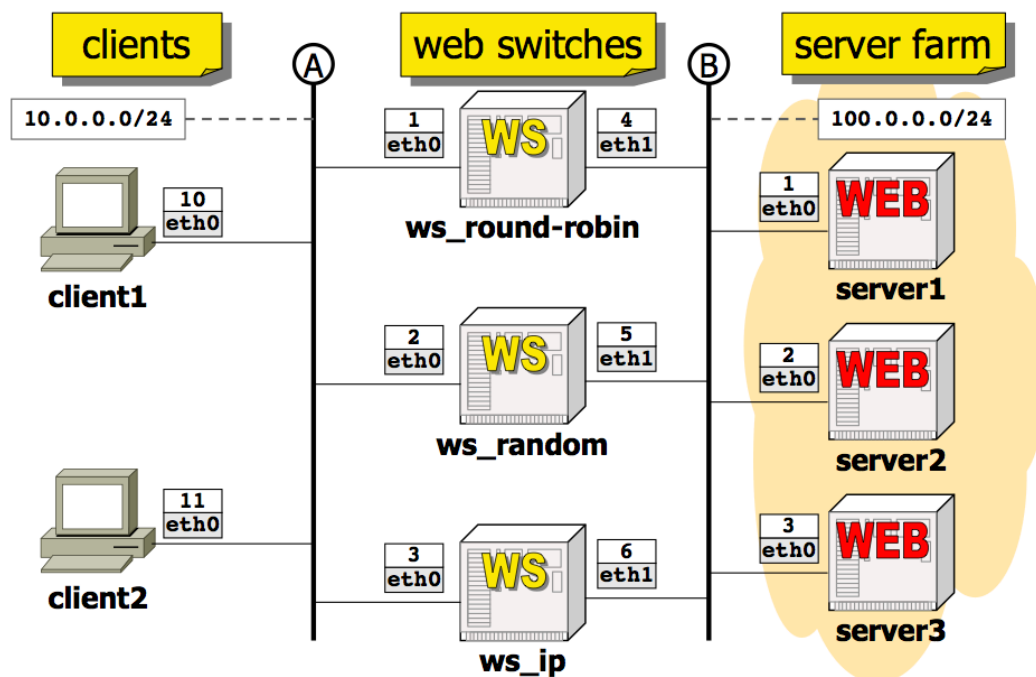 clients
web switches
server farm
A
B
10.0.0.0/24
100.0.0.0/24
1
eth0
WS
4
eth1
ws_round-robin
10
eth0
client1
1
eth0
WEB
server1
2
eth0
WS
5
eth1
ws_random
2
eth0
WEB
server2
11
eth0
client2
3
eth0
WS
6
eth1
ws_ip
3
eth0
WEB
server3